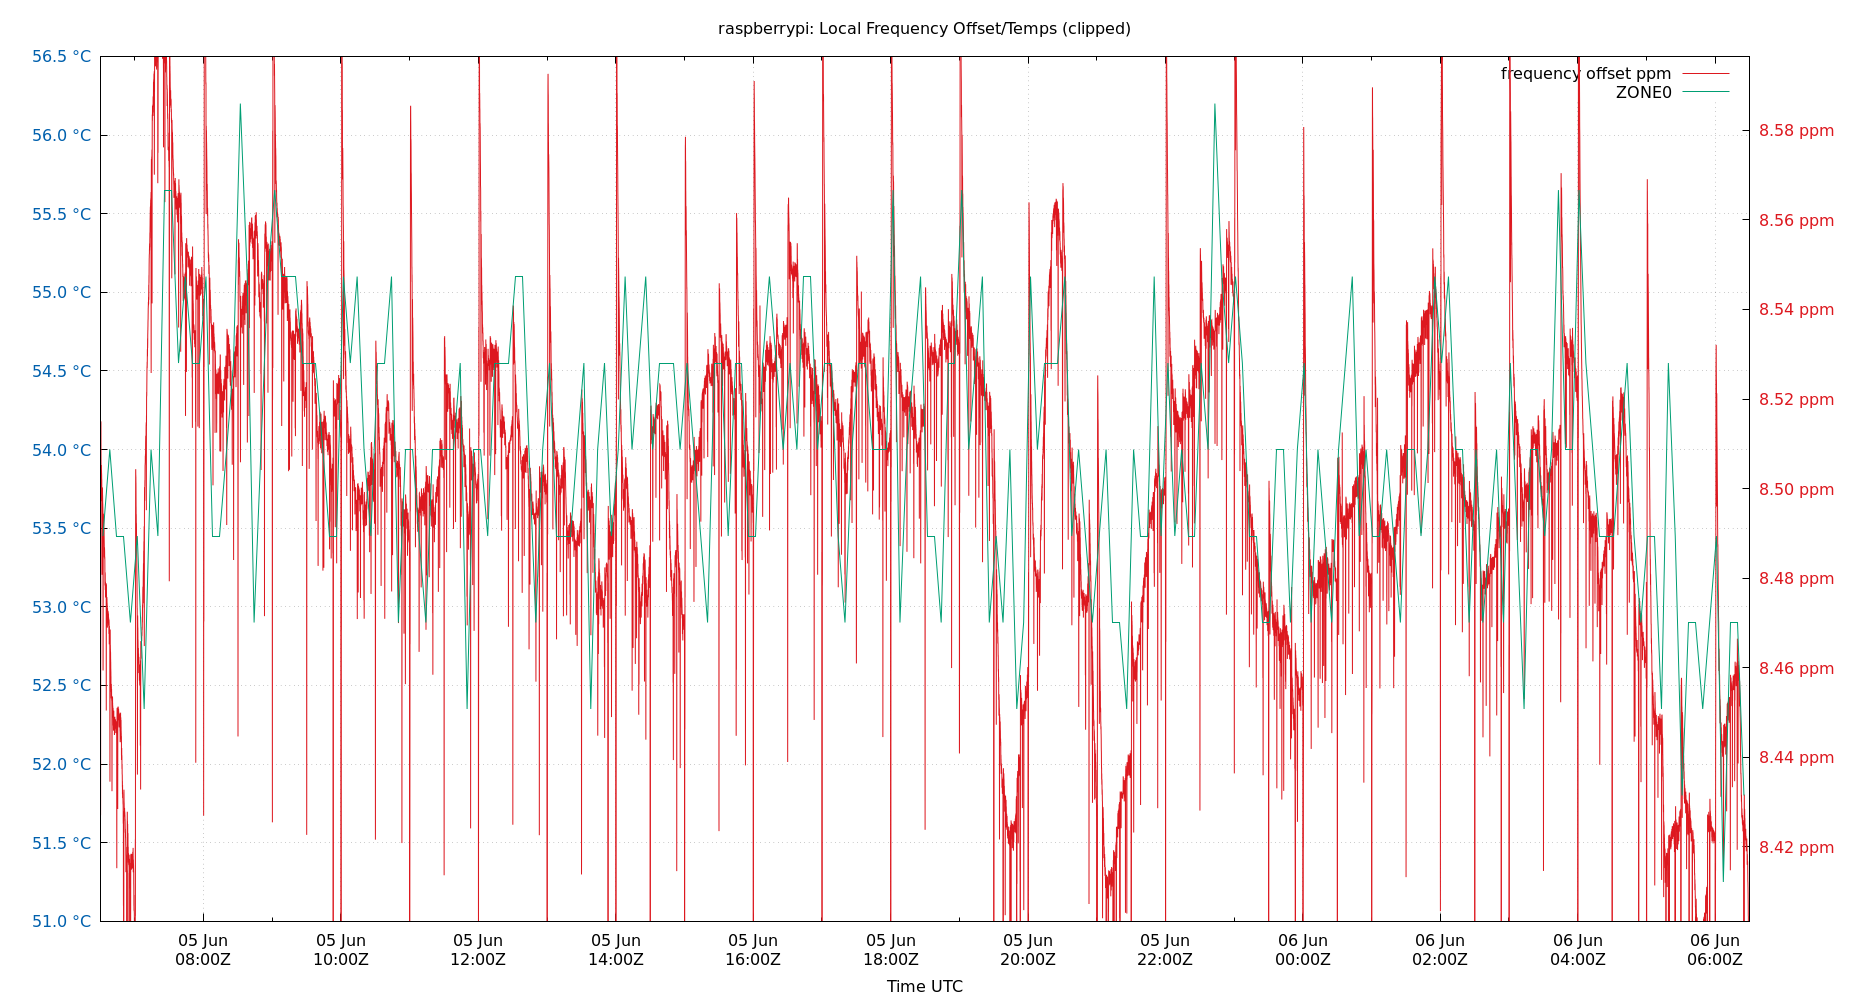 raspberrypi: Local Frequency Offset/Temps (clipped)
frequency offset ppm
ZONE0
56.5 °C
56.0 °C
55.5 °C
55.0 °C
54.5 °C
54.0 °C
53.5 °C
53.0 °C
52.5 °C
52.0 °C
51.5 °C
51.0 °C
8.58 ppm
8.56 ppm
8.54 ppm
8.52 ppm
8.50 ppm
8.48 ppm
8.46 ppm
8.44 ppm
8.42 ppm
05 Jun
08:00Z
05 Jun
10:00Z
05 Jun
12:00Z
05 Jun
14:00Z
05 Jun
16:00Z
05 Jun
18:00Z
05 Jun
20:00Z
05 Jun
22:00Z
06 Jun
00:00Z
06 Jun
02:00Z
06 Jun
04:00Z
06 Jun
06:00Z
Time UTC